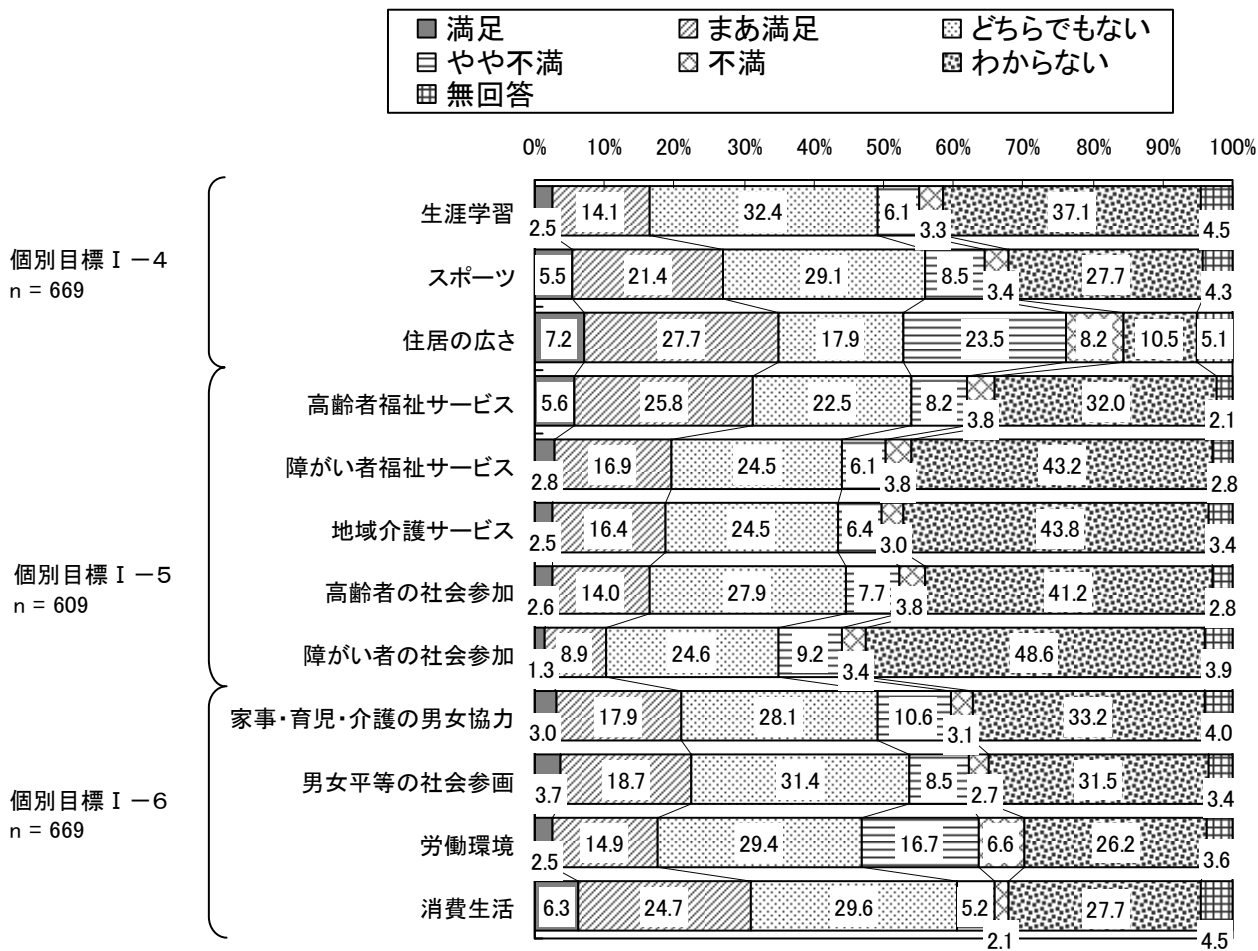 満足 まあ満足 どちらでもない
やや不満 不満 わからない
無回答
0% 10% 20% 30% 40% 50% 60% 70% 80% 90% 100%
個別目標Ⅰ－4
n = 669
生涯学習 2.5 14.1 32.4 6.1 3.3 37.1 4.5
スポーツ 5.5 21.4 29.1 8.5 3.4 27.7 4.3
住居の広さ 7.2 27.7 17.9 23.5 8.2 10.5 5.1
個別目標Ⅰ－5
n = 609
高齢者福祉サービス 5.6 25.8 22.5 8.2 3.8 32.0 2.1
障がい者福祉サービス 2.8 16.9 24.5 6.1 3.8 43.2 2.8
地域介護サービス 2.5 16.4 24.5 6.4 3.0 43.8 3.4
高齢者の社会参加 2.6 14.0 27.9 7.7 3.8 41.2 2.8
障がい者の社会参加 1.3 8.9 24.6 9.2 3.4 48.6 3.9
個別目標Ⅰ－6
n = 669
家事・育児・介護の男女協力 3.0 17.9 28.1 10.6 3.1 33.2 4.0
男女平等の社会参画 3.7 18.7 31.4 8.5 2.7 31.5 3.4
労働環境 2.5 14.9 29.4 16.7 6.6 26.2 3.6
消費生活 6.3 24.7 29.6 5.2 2.1 27.7 4.5